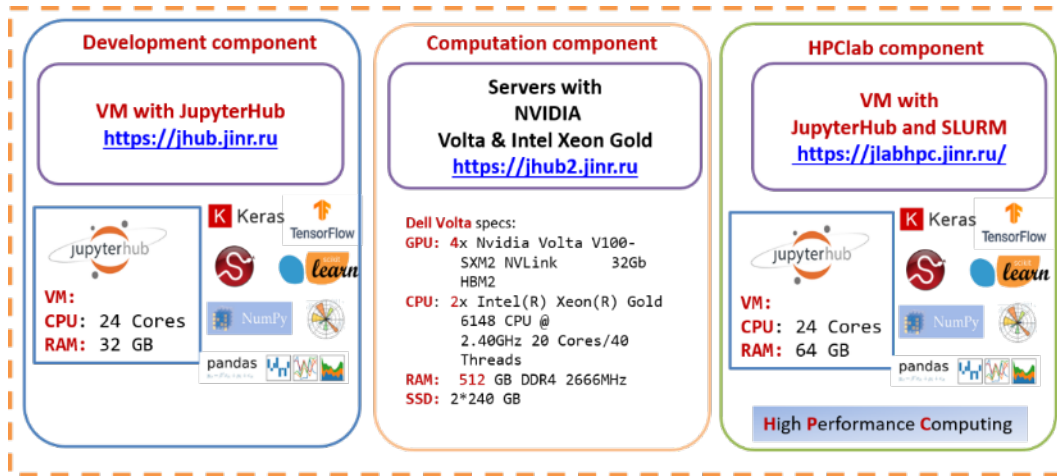 Development component
VM with JupyterHub
https://jhub.jinr.ru
jupyterhub
K Keras
TensorFlow
S
scikit
learn
NumPy
pandas
VM:
CPU: 24 Cores
RAM: 32 GB
Computation component
Servers with
NVIDIA
Volta & Intel Xeon Gold
https://jhub2.jinr.ru
Dell Volta specs:
GPU: 4x Nvidia Volta V100-
SXM2 NVLink 32Gb
HBM2
CPU: 2x Intel(R) Xeon(R) Gold
6148 CPU @
2.40GHz 20 Cores/40
Threads
RAM: 512 GB DDR4 2666MHz
SSD: 2*240 GB
HPClab component
VM with
JupyterHub and SLURM
https://jlabhpc.jinr.ru/
jupyterhub
K Keras
TensorFlow
S
scikit
learn
NumPy
pandas
VM:
CPU: 24 Cores
RAM: 64 GB
High Performance Computing